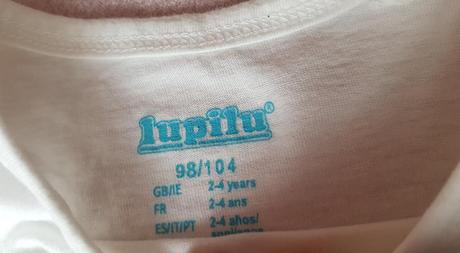 lupilu®
98/104
GB/IE 2-4 years
FR 2-4 ans
ES/IT/PT 2-4 años/